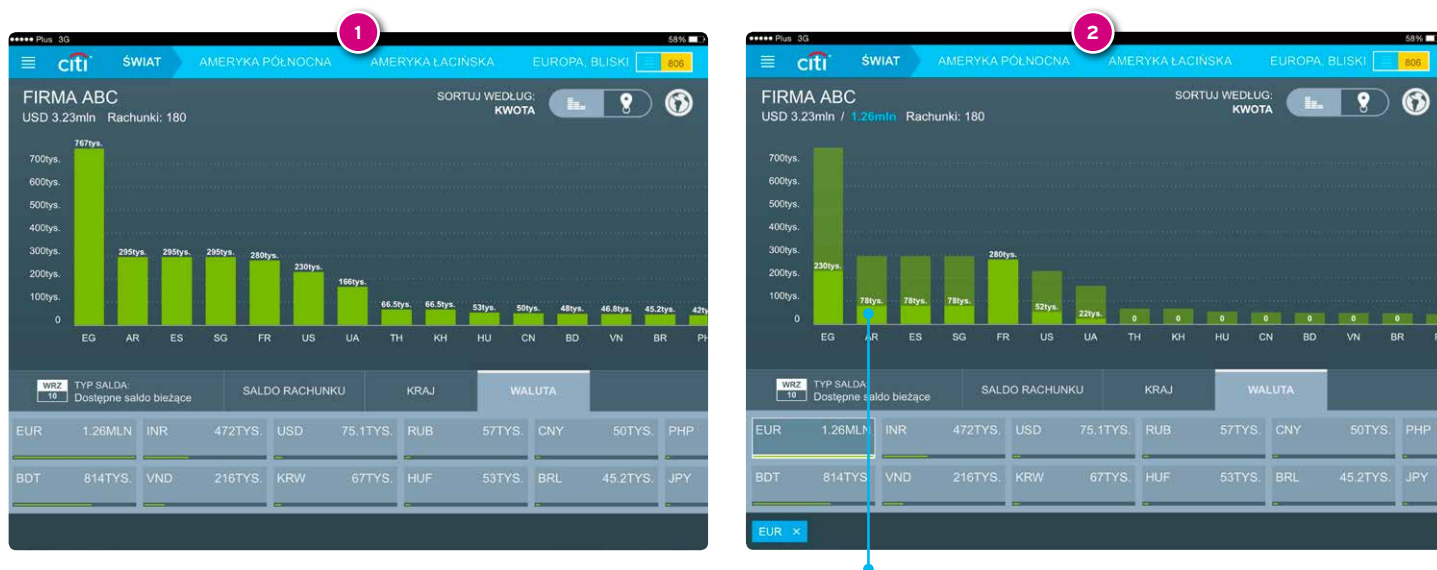 1
Plus 3G 58%
citi ŚWIAT AMERYKA PÓŁNOCNA AMERYKA ŁACIŃSKA EUROPA, BLISKI 806
FIRMA ABC
USD 3.23mln Rachunki: 180
SORTUJ WEDŁUG:
KWOTA
767tys.
700tys.
600tys.
500tys.
400tys.
300tys.
200tys.
100tys.
0
295tys. 295tys. 295tys. 280tys. 230tys. 166tys. 66.5tys. 66.5tys. 53tys. 50tys. 48tys. 46.8tys. 45.2tys. 42ty
EG AR ES SG FR US UA TH KH HU CN BD VN BR PH
WRZ
10
TYP SALDA:
Dostępne saldo bieżące
SALDO RACHUNKU KRAJ WALUTA
EUR 1.26MLN INR 472TYS. USD 75.1TYS. RUB 57TYS. CNY 50TYS. PHP
BDT 814TYS. VND 216TYS. KRW 67TYS. HUF 53TYS. BRL 45.2TYS. JPY
2
Plus 3G 58%
citi ŚWIAT AMERYKA PÓŁNOCNA AMERYKA ŁACIŃSKA EUROPA, BLISKI 806
FIRMA ABC
USD 3.23mln / 1.26mln Rachunki: 180
SORTUJ WEDŁUG:
KWOTA
700tys.
600tys.
500tys.
400tys.
300tys.
200tys.
100tys.
0
230tys. 78tys. 78tys. 78tys. 280tys. 52tys. 22tys. 0 0 0 0 0 0 0
EG AR ES SG FR US UA TH KH HU CN BD VN BR
WRZ
10
TYP SALDA:
Dostępne saldo bieżące
SALDO RACHUNKU KRAJ WALUTA
EUR 1.26MLN INR 472TYS. USD 75.1TYS. RUB 57TYS. CNY 50TYS. PHP
BDT 814TYS. VND 216TYS. KRW 67TYS. HUF 53TYS. BRL 45.2TYS. JPY
EUR ×